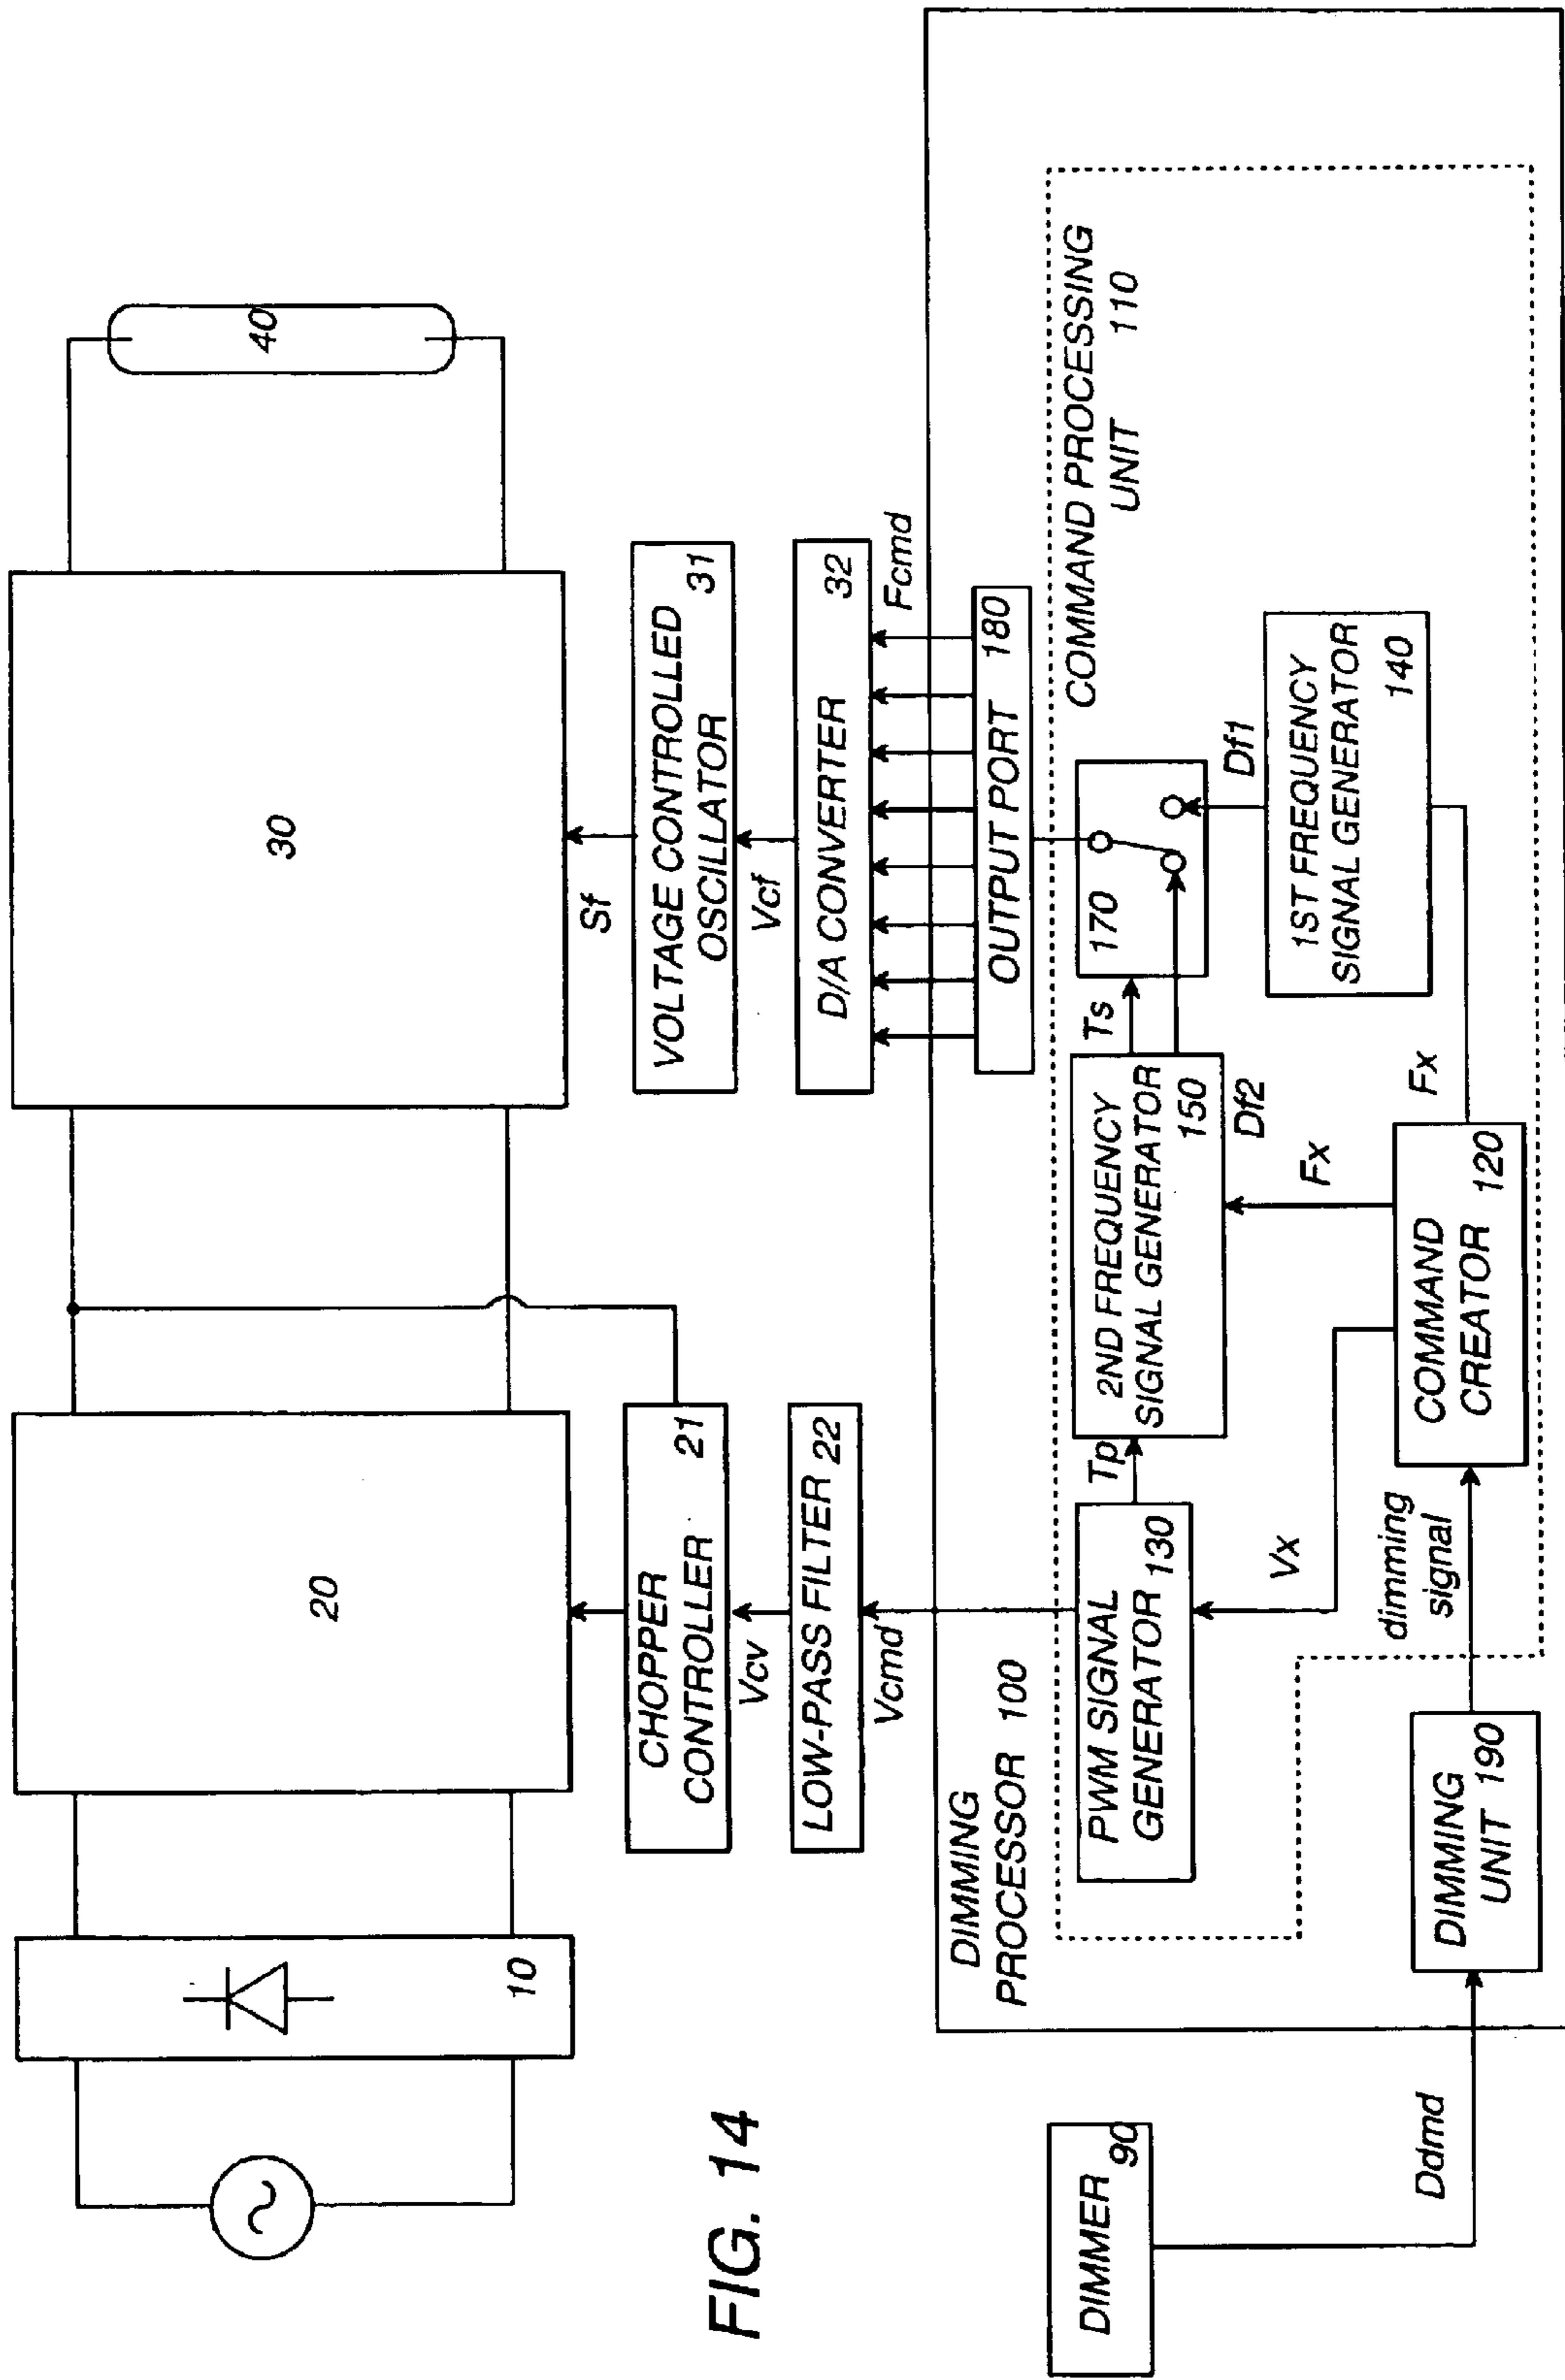 FIG. 14
10
20
30
40
CHOPPER
CONTROLLER 21
VOLTAGE CONTROLLED
OSCILLATOR 31
Sf
Vcv
Vcf
LOW-PASS FILTER 22
D/A CONVERTER 32
Vcmd
Fcmd
DIMMING
PROCESSOR 100
OUTPUT PORT 180
COMMAND PROCESSING
UNIT 110
DIMMER 90
PWM SIGNAL
GENERATOR 130
Tp
2ND FREQUENCY
SIGNAL GENERATOR
150
Ts
170
Df2
Df1
1ST FREQUENCY
SIGNAL GENERATOR
140
Vx
Fx
Fx
Ddmd
DIMMING
UNIT 190
dimming
signal
COMMAND
CREATOR 120